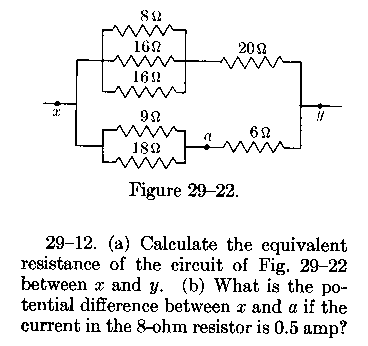 8Ω
16Ω
20Ω
16Ω
x
y
9Ω
a
6Ω
18Ω
Figure 29–22.
29–12. (a) Calculate the equivalent
resistance of the circuit of Fig. 29–22
between x and y. (b) What is the po-
tential difference between x and a if the
current in the 8-ohm resistor is 0.5 amp?